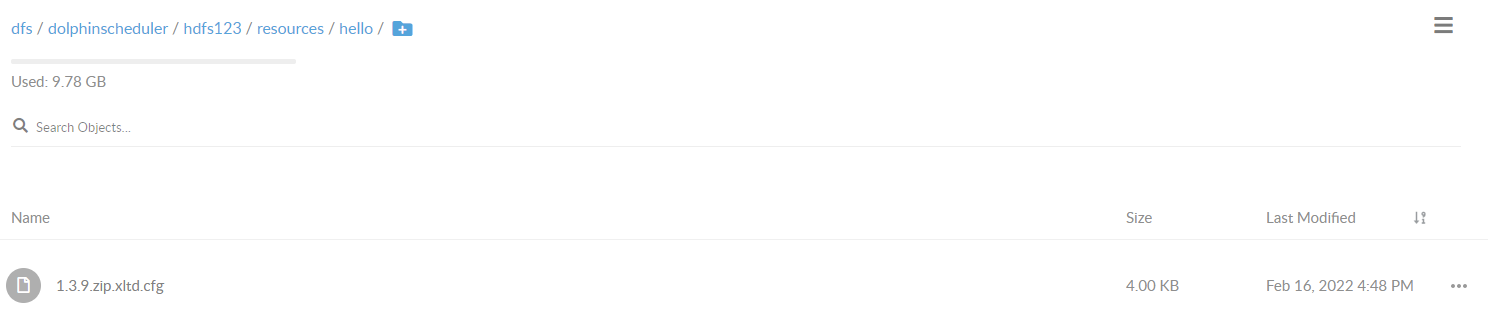 dfs / dolphinscheduler / hdfs123 / resources / hello /
Used: 9.78 GB
Search Objects...
Name Size Last Modified
1.3.9.zip.xltd.cfg 4.00 KB Feb 16, 2022 4:48 PM